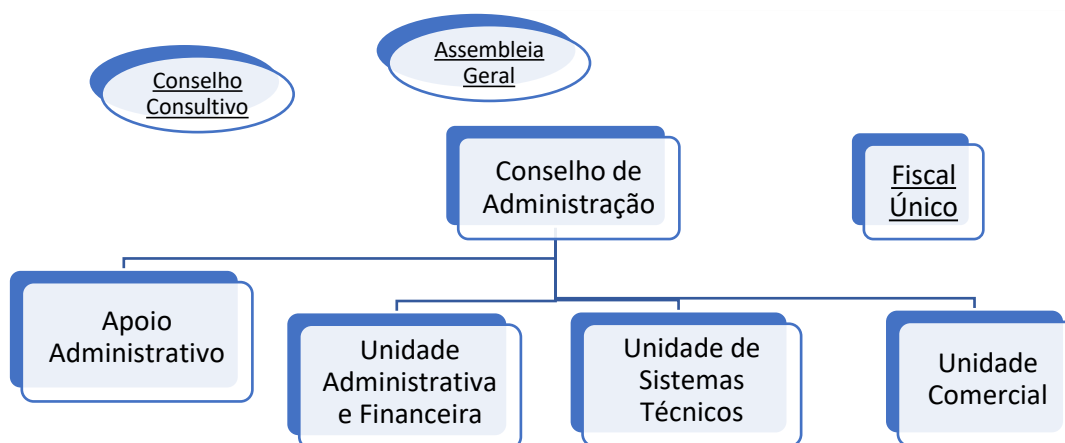 Conselho
Consultivo
Assembleia
Geral
Conselho de
Administração
Fiscal
Único
Apoio
Administrativo
Unidade
Administrativa
e Financeira
Unidade de
Sistemas
Técnicos
Unidade
Comercial